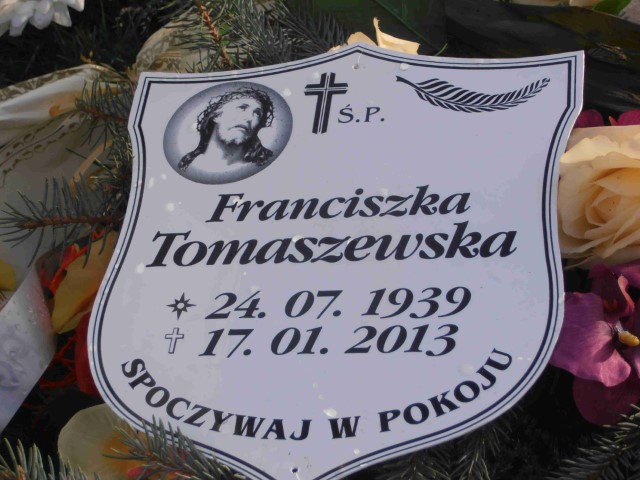 Ś.P.
Franciszka
Tomaszewska
24. 07. 1939
17. 01. 2013
SPOCZYWAJ W POKOJU